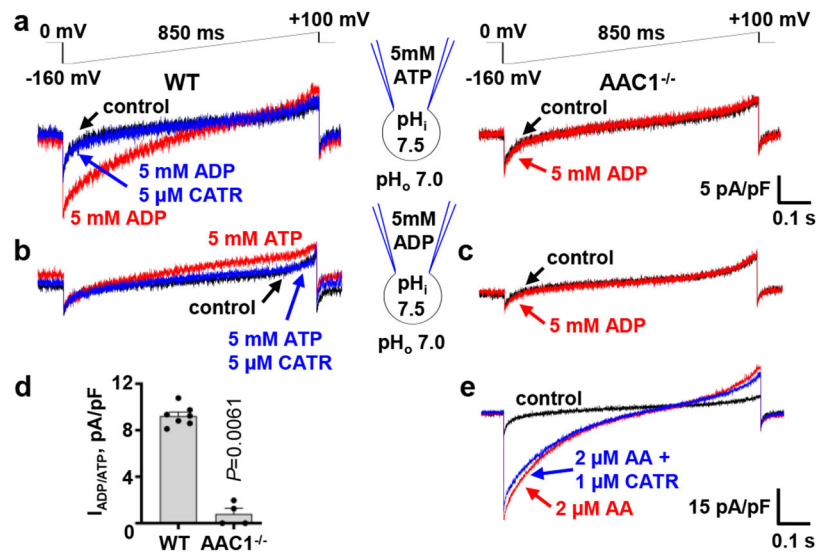 a
0 mV
850 ms
+100 mV
-160 mV
WT
control
5 mM ADP
5 µM CATR
5 mM ADP
5mM
ATP
pHi
7.5
pHo 7.0
0 mV
850 ms
+100 mV
-160 mV
AAC1-/-
control
5 mM ADP
5 pA/pF
0.1 s
b
5 mM ATP
control
5 mM ATP
5 µM CATR
5mM
ADP
pHi
7.5
pHo 7.0
c
control
5 mM ADP
d
IADP/ATP, pA/pF
12
8
4
0
P=0.0061
WT
AAC1-/-
e
control
2 µM AA +
1 µM CATR
2 µM AA
15 pA/pF
0.1 s